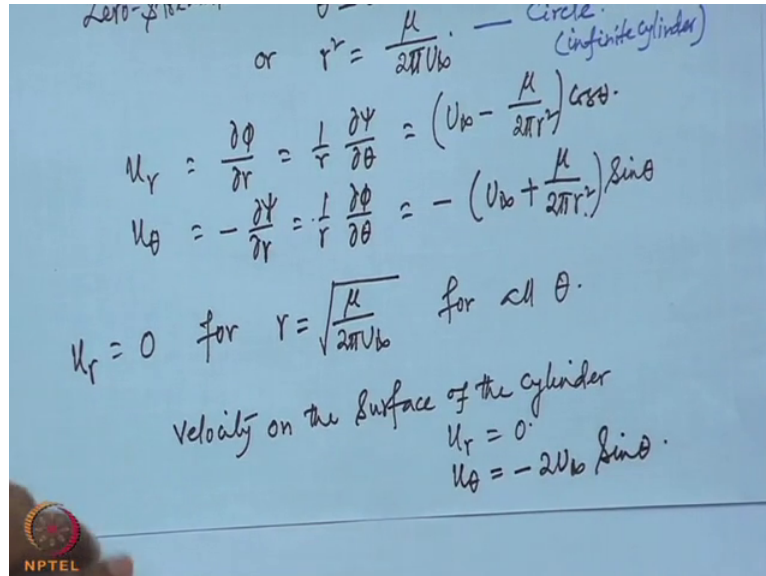 or r² = μ/2πU∞. — Circle.
(infinite cylinder)
u_r = ∂φ/∂r = 1/r ∂ψ/∂θ = (U∞ - μ/2πr²) Cosθ.
u_θ = -∂ψ/∂r = 1/r ∂φ/∂θ = - (U∞ + μ/2πr²) Sinθ
u_r = 0 for r = √(μ/2πU∞) for all θ.
Velocity on the Surface of the Cylinder
u_r = 0.
u_θ = -2U∞ Sinθ.
NPTEL